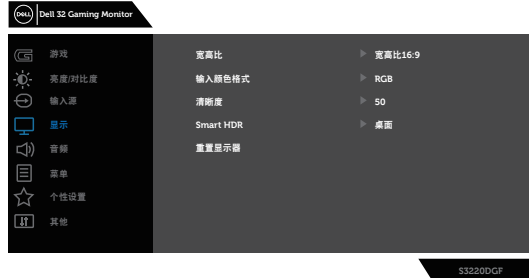 DELL Dell 32 Gaming Monitor
游戏
亮度/对比度
输入源
显示
音频
菜单
个性设置
其他
宽高比 宽高比16:9
输入颜色格式 RGB
清晰度 50
Smart HDR 桌面
重置显示器
S3220DGF